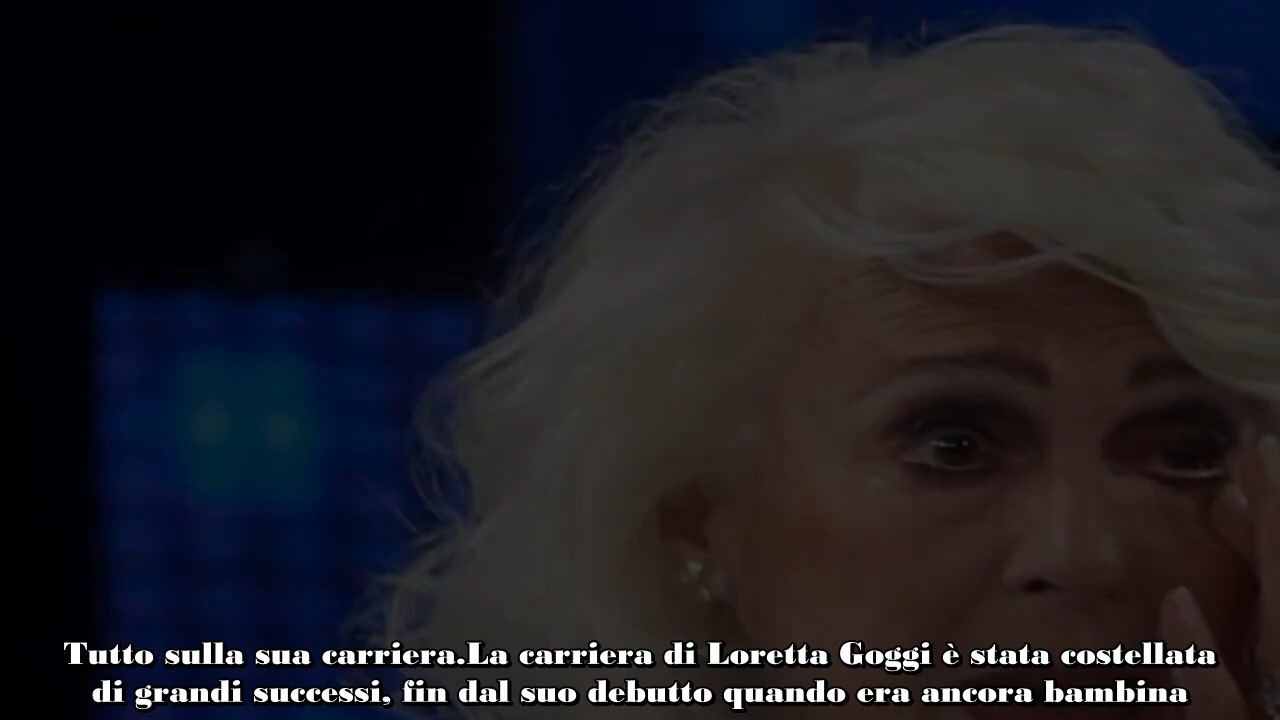 Tutto sulla sua carriera.La carriera di Loretta Goggi è stata costellata
di grandi successi, fin dal suo debutto quando era ancora bambina